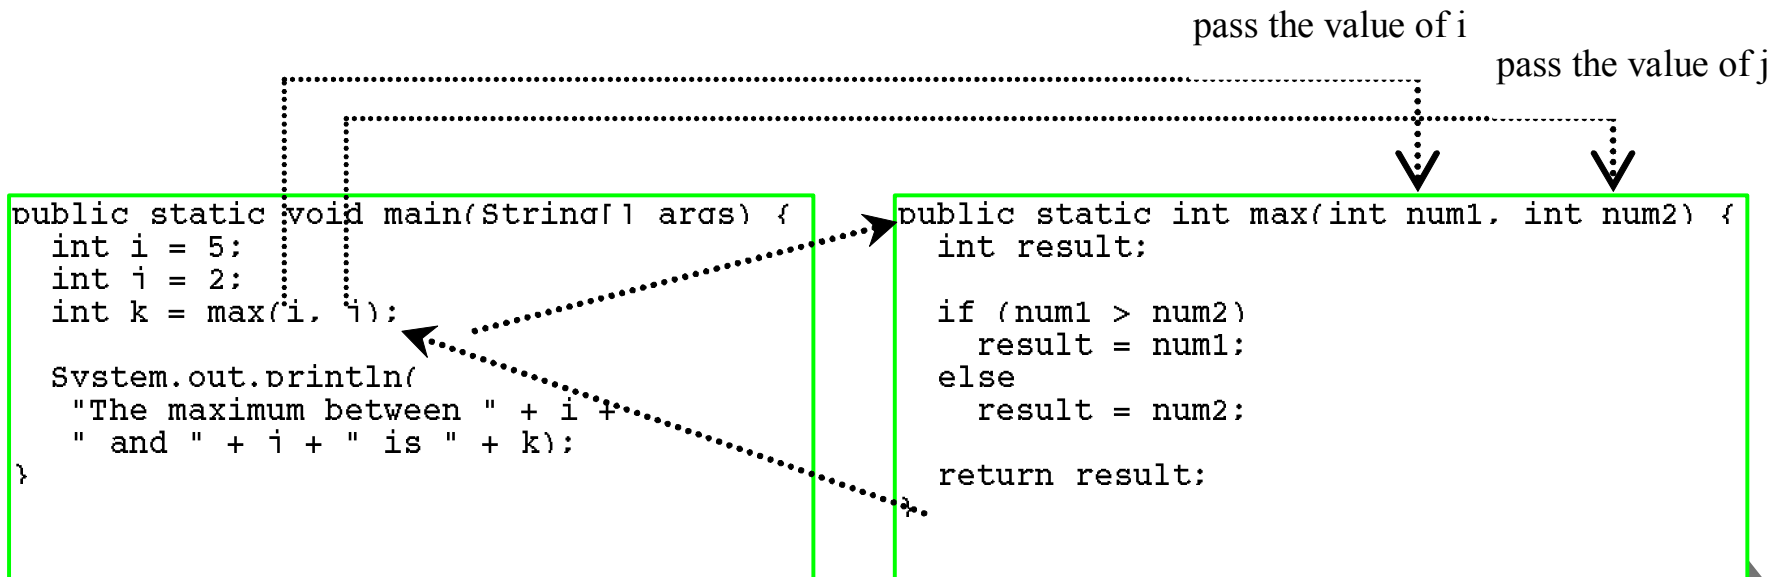 pass the value of i
pass the value of j
public static void main(String[] args) {
  int i = 5;
  int j = 2;
  int k = max(i, j);

  System.out.println(
   "The maximum between " + i +
   " and " + j + " is " + k);
}
public static int max(int num1, int num2) {
  int result;

  if (num1 > num2)
    result = num1;
  else
    result = num2;

  return result;
}